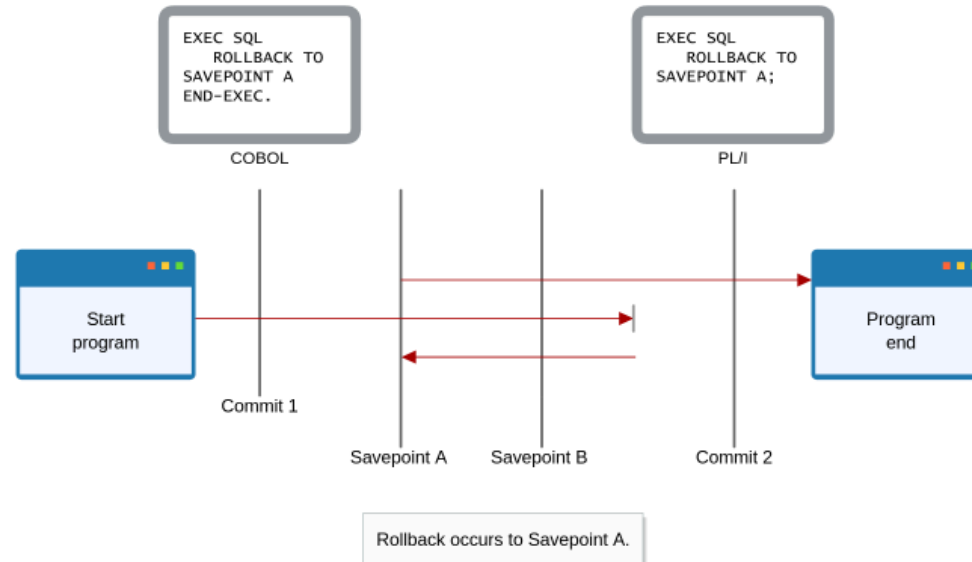 EXEC SQL
ROLLBACK TO
SAVEPOINT A
END-EXEC.
COBOL
EXEC SQL
ROLLBACK TO
SAVEPOINT A;
PL/I
Start
program
Program
end
Commit 1
Savepoint A
Savepoint B
Commit 2
Rollback occurs to Savepoint A.